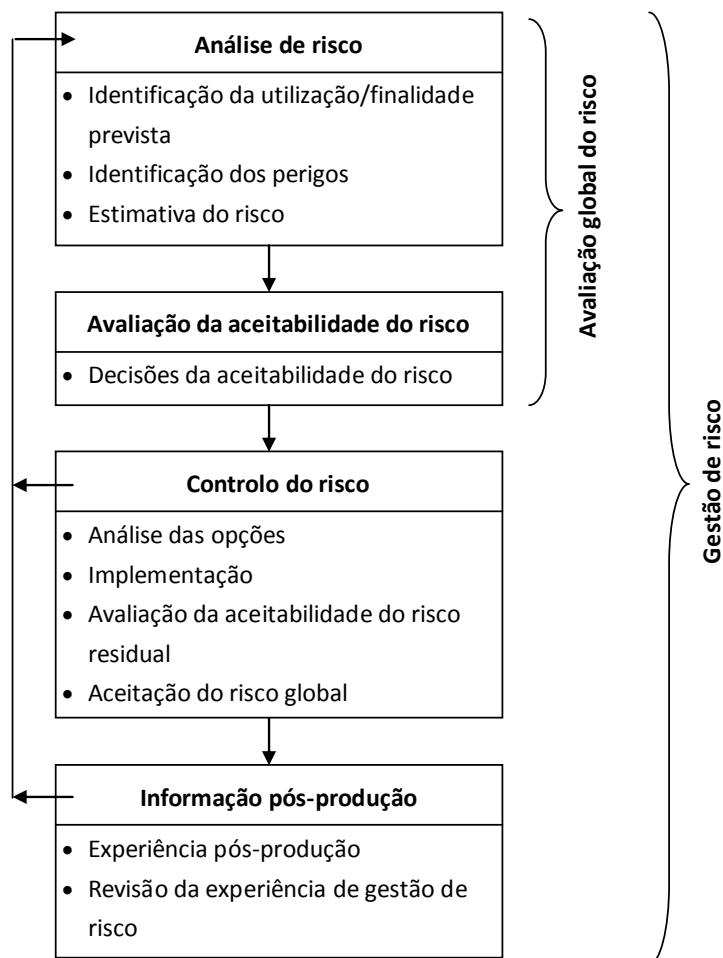 Análise de risco
• Identificação da utilização/finalidade
prevista
• Identificação dos perigos
• Estimativa do risco
Avaliação da aceitabilidade do risco
• Decisões da aceitabilidade do risco
Controlo do risco
• Análise das opções
• Implementação
• Avaliação da aceitabilidade do risco
residual
• Aceitação do risco global
Informação pós-produção
• Experiência pós-produção
• Revisão da experiência de gestão de
risco
Avaliação global do risco
Gestão de risco